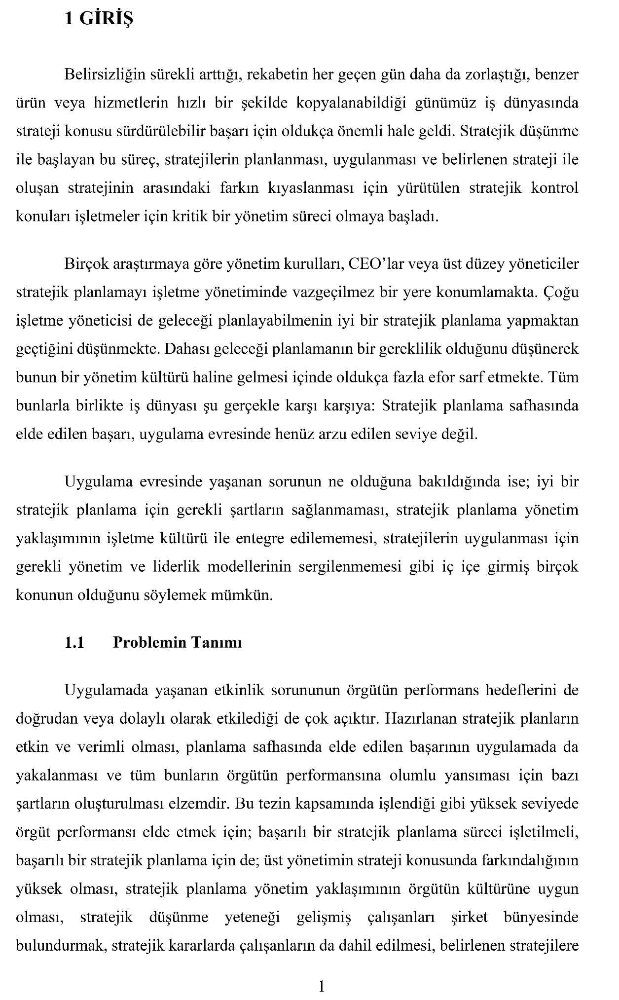 1 GİRİŞ
Belirsizliğin sürekli arttığı, rekabetin her geçen gün daha da zorlaştığı, benzer
ürün veya hizmetlerin hızlı bir şekilde kopyalanabildiği günümüz iş dünyasında
strateji konusu sürdürülebilir başarı için oldukça önemli hale geldi. Stratejik düşünme
ile başlayan bu süreç, stratejilerin planlanması, uygulanması ve belirlenen strateji ile
oluşan stratejinin arasındaki farkın kıyaslanması için yürütülen stratejik kontrol
konuları işletmeler için kritik bir yönetim süreci olmaya başladı.
Birçok araştırmaya göre yönetim kurulları, CEO’lar veya üst düzey yöneticiler
stratejik planlamayı işletme yönetiminde vazgeçilmez bir yere konumlamakta. Çoğu
işletme yöneticisi de geleceği planlayabilmenin iyi bir stratejik planlama yapmaktan
geçtiğini düşünmekte. Dahası geleceği planlamanın bir gereklilik olduğunu düşünerek
bunun bir yönetim kültürü haline gelmesi içinde oldukça fazla efor sarf etmekte. Tüm
bunlarla birlikte iş dünyası şu gerçekle karşı karşıya: Stratejik planlama safhasında
elde edilen başarı, uygulama evresinde henüz arzu edilen seviye değil.
Uygulama evresinde yaşanan sorunun ne olduğuna bakıldığında ise; iyi bir
stratejik planlama için gerekli şartların sağlanmaması, stratejik planlama yönetim
yaklaşımının işletme kültürü ile entegre edilememesi, stratejilerin uygulanması için
gerekli yönetim ve liderlik modellerinin sergilenmemesi gibi iç içe girmiş birçok
konunun olduğunu söylemek mümkün.
1.1 Problemin Tanımı
Uygulamada yaşanan etkinlik sorununun örgütün performans hedeflerini de
doğrudan veya dolaylı olarak etkilediği de çok açıktır. Hazırlanan stratejik planların
etkin ve verimli olması, planlama safhasında elde edilen başarının uygulamada da
yakalanması ve tüm bunların örgütün performansına olumlu yansıması için bazı
şartların oluşturulması elzemdir. Bu tezin kapsamında işlendiği gibi yüksek seviyede
örgüt performansı elde etmek için; başarılı bir stratejik planlama süreci işletilmeli,
başarılı bir stratejik planlama için de; üst yönetimin strateji konusunda farkındalığının
yüksek olması, stratejik planlama yönetim yaklaşımının örgütün kültürüne uygun
olması, stratejik düşünme yeteneği gelişmiş çalışanları şirket bünyesinde
bulundurmak, stratejik kararlarda çalışanların da dahil edilmesi, belirlenen stratejilere
1